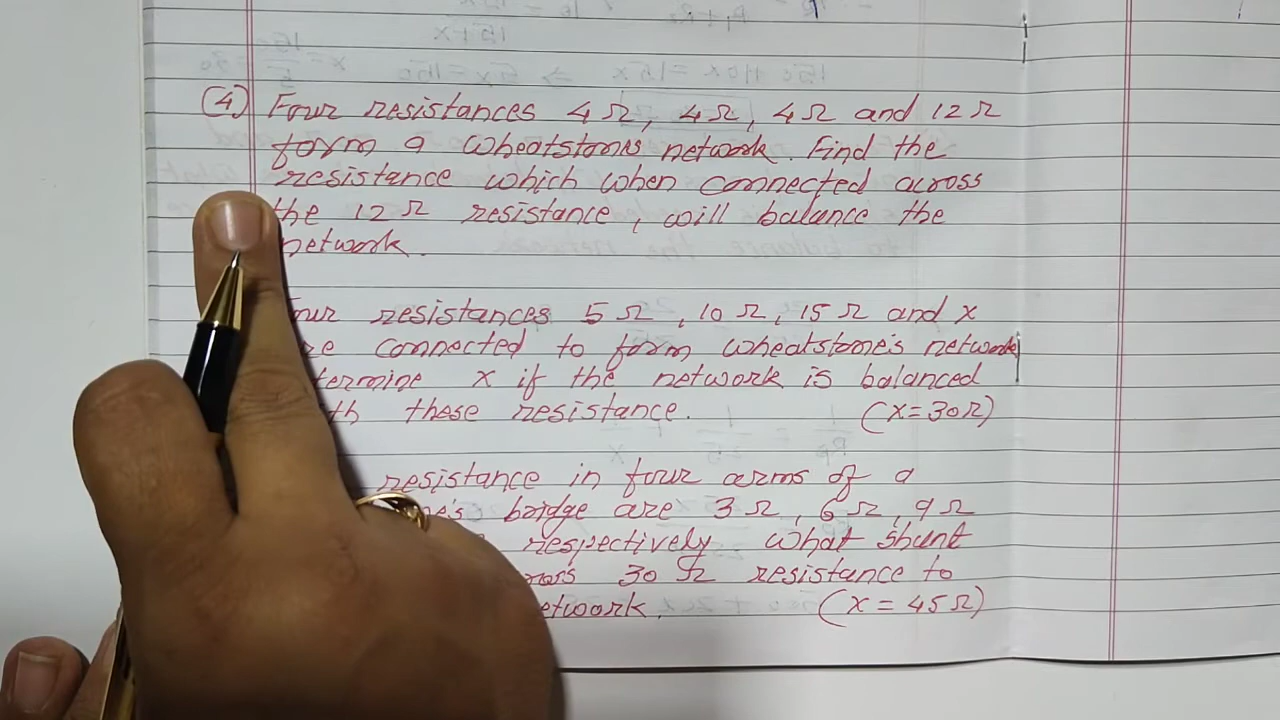 (4) Four resistances 4Ω, 4Ω, 4Ω and 12Ω
form a wheatstones network. Find the
resistance which when connected across
the 12Ω resistance, will balance the
network.
resistances 5Ω, 10Ω, 15Ω and x
connected to form wheatstone's network
x if the network is balanced
these resistance. (x=30Ω)
resistance in four arms of a
bridge are 3Ω, 6Ω, 9Ω
respectively what shunt
30Ω resistance to
(x = 45Ω)